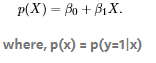 p(X) = β₀ + β₁X.
where, p(x) = p(y=1|x)